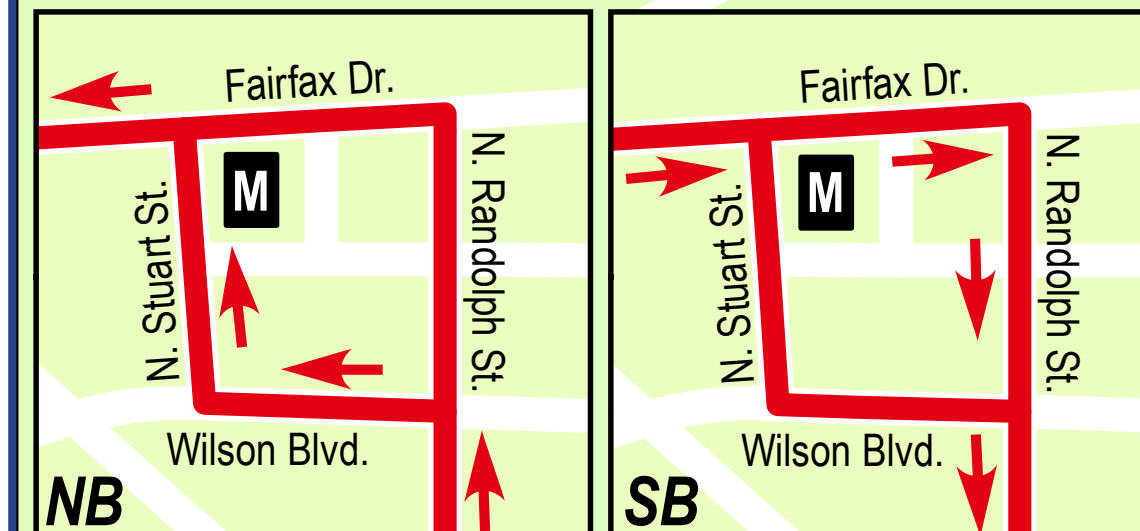 Fairfax Dr.
M
N. Stuart St.
N. Randolph St.
Wilson Blvd.
NB
Fairfax Dr.
M
N. Stuart St.
N. Randolph St.
Wilson Blvd.
SB